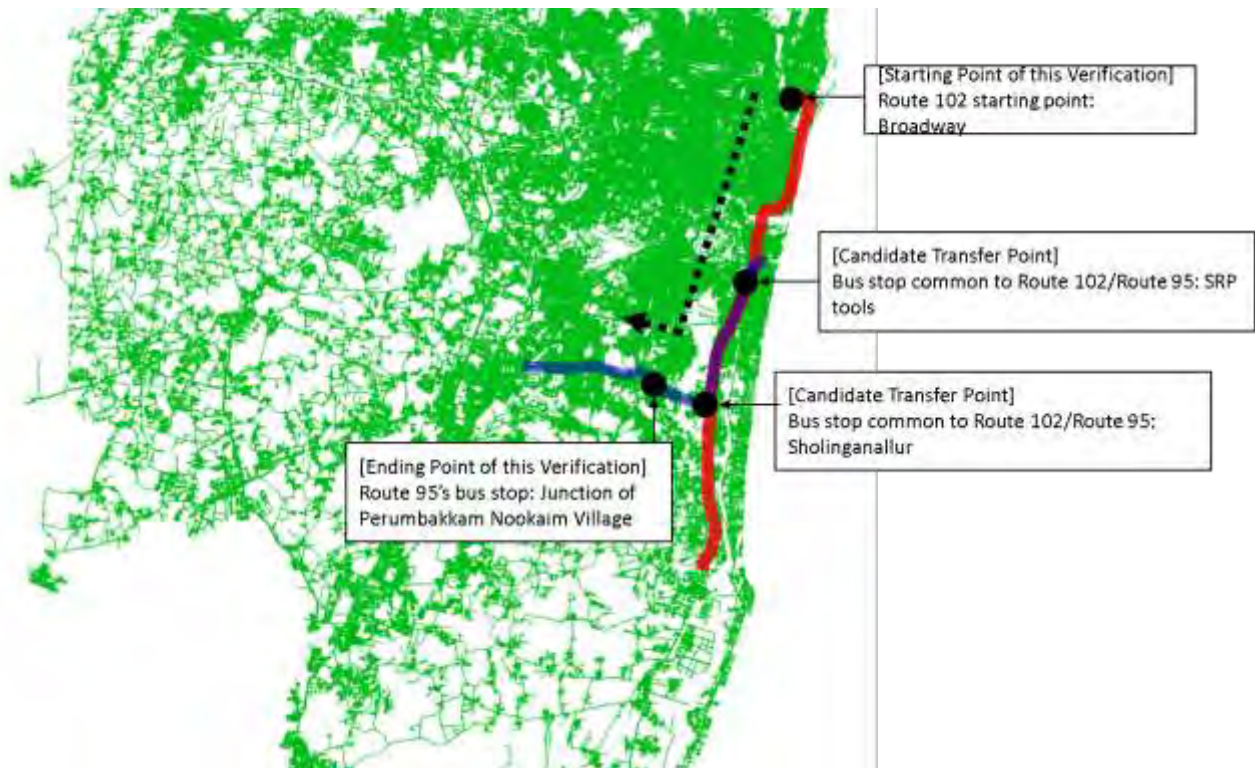 [Starting Point of this Verification]
Route 102 starting point:
Broadway
[Candidate Transfer Point]
Bus stop common to Route 102/Route 95: SRP
tools
[Candidate Transfer Point]
Bus stop common to Route 102/Route 95:
Sholinganallur
[Ending Point of this Verification]
Route 95's bus stop: Junction of
Perumbakkam Nookaim Village